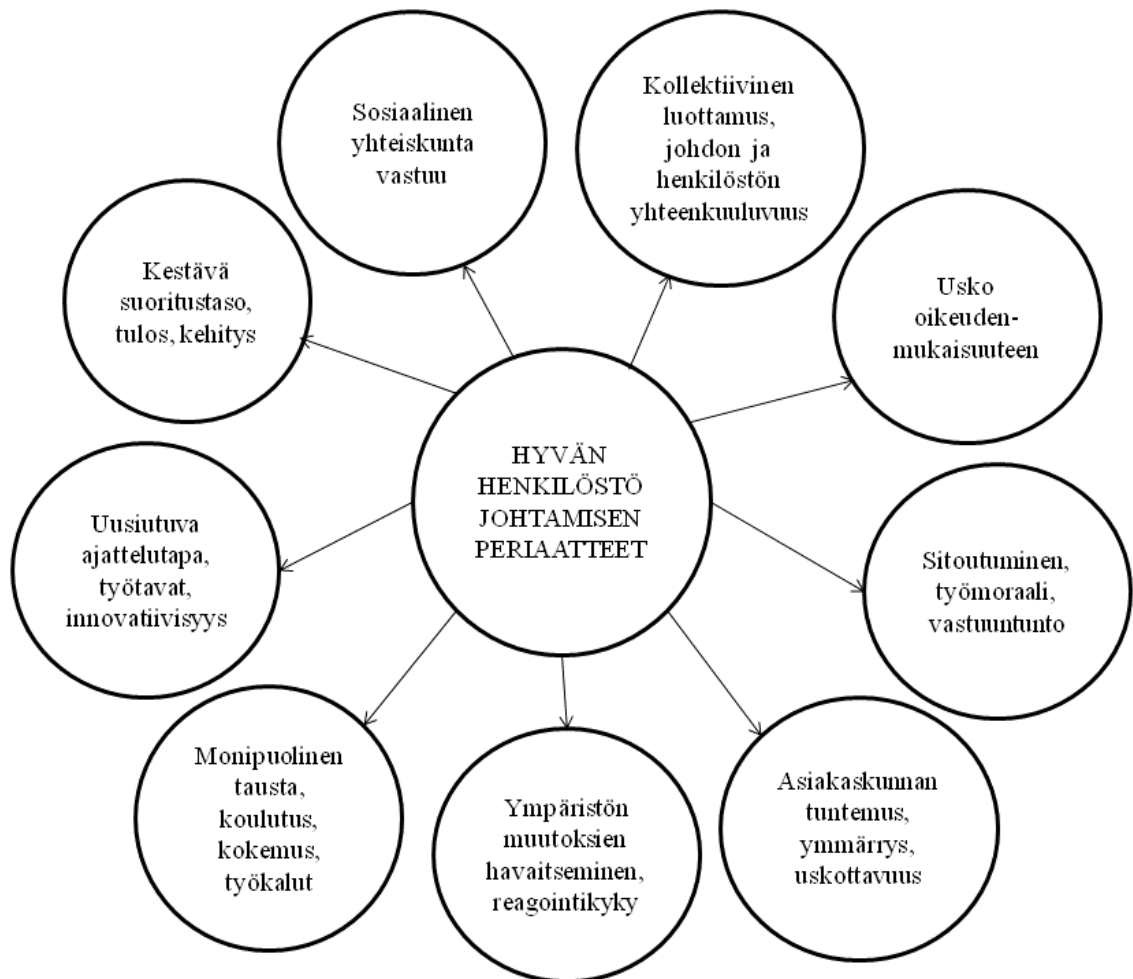 Sosiaalinen
yhteiskunta
vastuu
Kollektiivinen
luottamus,
johdon ja
henkilöstön
yhteenkuuluvuus
Usko
oikeuden-
mukaisuuteen
Sitoutuminen,
työmoraali,
vastuuntunto
Asiakaskunnan
tuntemus,
ymmärrys,
uskottavuus
Ympäristön
muutoksien
havaitseminen,
reagointikyky
Monipuolinen
tausta,
koulutus,
kokemus,
työkalut
Uusiutuva
ajattelutapa,
työtavat,
innovatiivisyys
Kestävä
suoritustaso,
tulos, kehitys
HYVÄN
HENKILÖSTÖ
JOHTAMISEN
PERIAATTEET